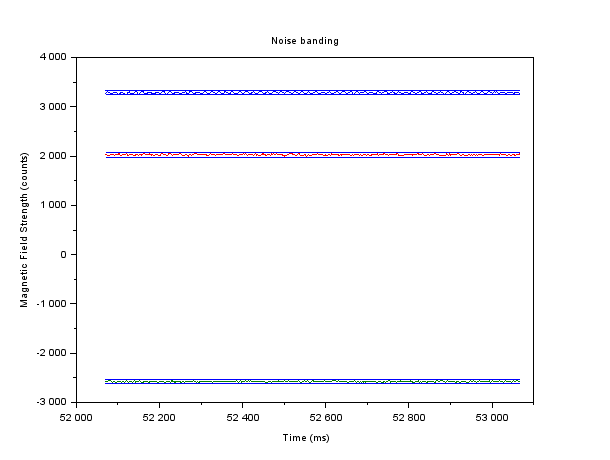 Noise banding
4 000
3 000
2 000
1 000
0
-1 000
-2 000
-3 000
Magnetic Field Strength (counts)
52 000 52 200 52 400 52 600 52 800 53 000
Time (ms)